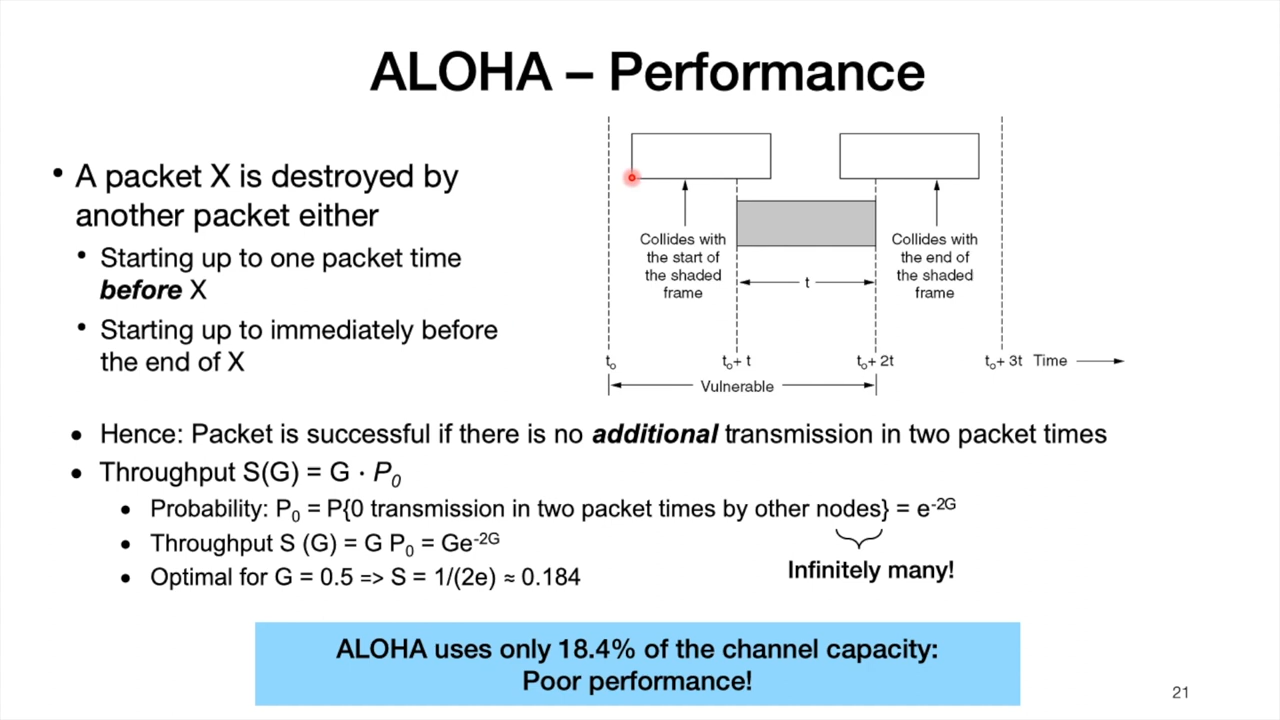 ALOHA – Performance
• A packet X is destroyed by
another packet either
• Starting up to one packet time
before X
• Starting up to immediately before
the end of X
Collides with
the start of
the shaded
frame
t
Collides with
the end of
the shaded
frame
t₀
t₀+ t
t₀+ 2t
t₀+ 3t Time
Vulnerable
• Hence: Packet is successful if there is no additional transmission in two packet times
• Throughput S(G) = G · P₀
• Probability: P₀ = P{0 transmission in two packet times by other nodes} = e⁻²ᴳ
• Throughput S (G) = G P₀ = Ge⁻²ᴳ
• Optimal for G = 0.5 => S = 1/(2e) ≈ 0.184
Infinitely many!
ALOHA uses only 18.4% of the channel capacity:
Poor performance!
21